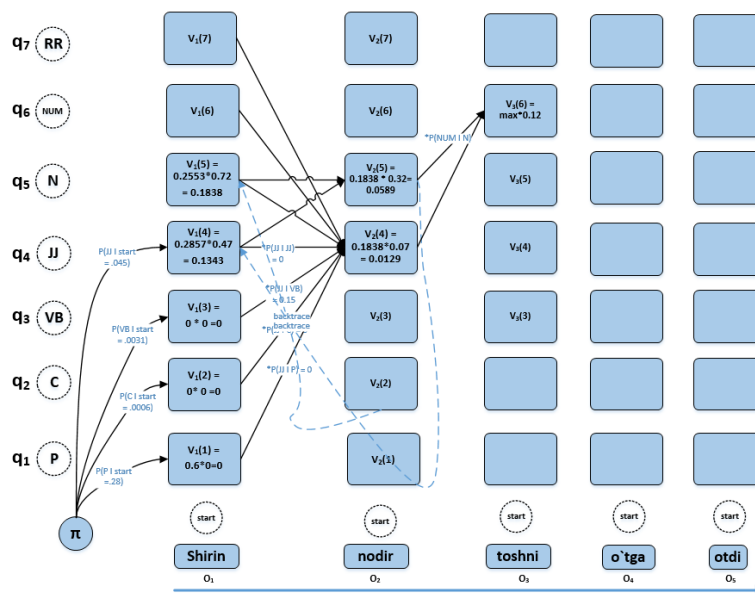 q7 RR
V1(7)
V2(7)
q6 NUM
V1(6)
V2(6)
V3(6) =
max*0.12
*P(NUM I N)
q5 N
V1(5) =
0.2553*0.72
= 0.1838
V2(5) =
0.1838 * 0.32=
0.0589
V3(5)
q4 JJ
P(JJ I start
= .045)
V1(4) =
0.2857*0.47
= 0.1343
*P(JJ I JJ)
= 0
V2(4) =
0.1838*0.07
= 0.0129
V3(4)
q3 VB
P(VB I start
= .0031)
V1(3) =
0 * 0 =0
*P(JJ I VB)
= 0.15
backtrace
backtrace
V2(3)
V3(3)
q2 C
P(C I start
= .0006)
V1(2) =
0* 0 =0
*P(JJ I P) = 0
V2(2)
q1 P
P(P I start
=.28)
V1(1) =
0.6*0=0
V2(1)
π
start
start
start
start
start
Shirin
nodir
toshni
o`tga
otdi
O1
O2
O3
O4
O5